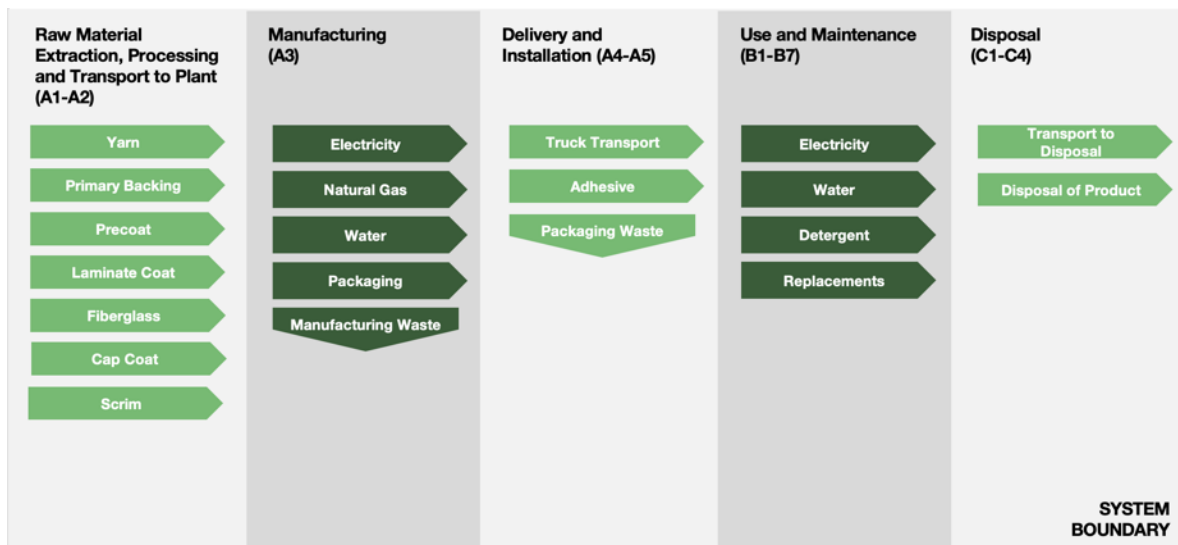 Raw Material
Extraction, Processing
and Transport to Plant
(A1-A2)
Yarn
Primary Backing
Precoat
Laminate Coat
Fiberglass
Cap Coat
Scrim
Manufacturing
(A3)
Electricity
Natural Gas
Water
Packaging
Manufacturing Waste
Delivery and
Installation (A4-A5)
Truck Transport
Adhesive
Packaging Waste
Use and Maintenance
(B1-B7)
Electricity
Water
Detergent
Replacements
Disposal
(C1-C4)
Transport to
Disposal
Disposal of Product
SYSTEM
BOUNDARY